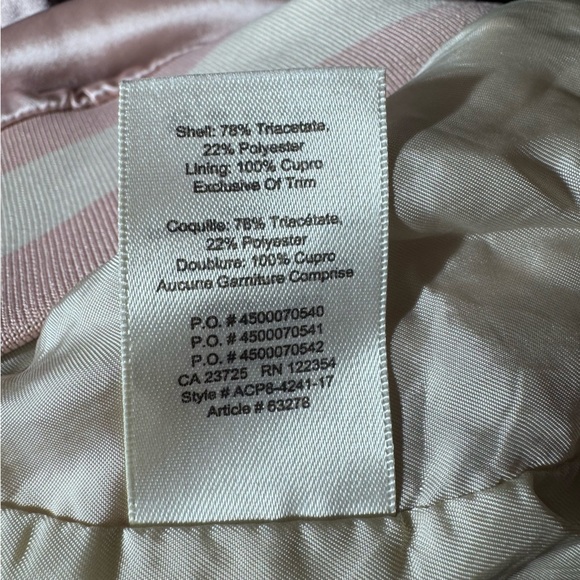 Shell: 78% Triacetate,
22% Polyester
Lining: 100% Cupro
Exclusive Of Trim
Coquille: 78% Triacétate,
22% Polyester
Doublure: 100% Cupro
Aucune Garniture Comprise
P.O. # 4500070540
P.O. # 4500070541
P.O. # 4500070542
CA 23725 RN 122354
Style # ACP8-4241-17
Article # 63278